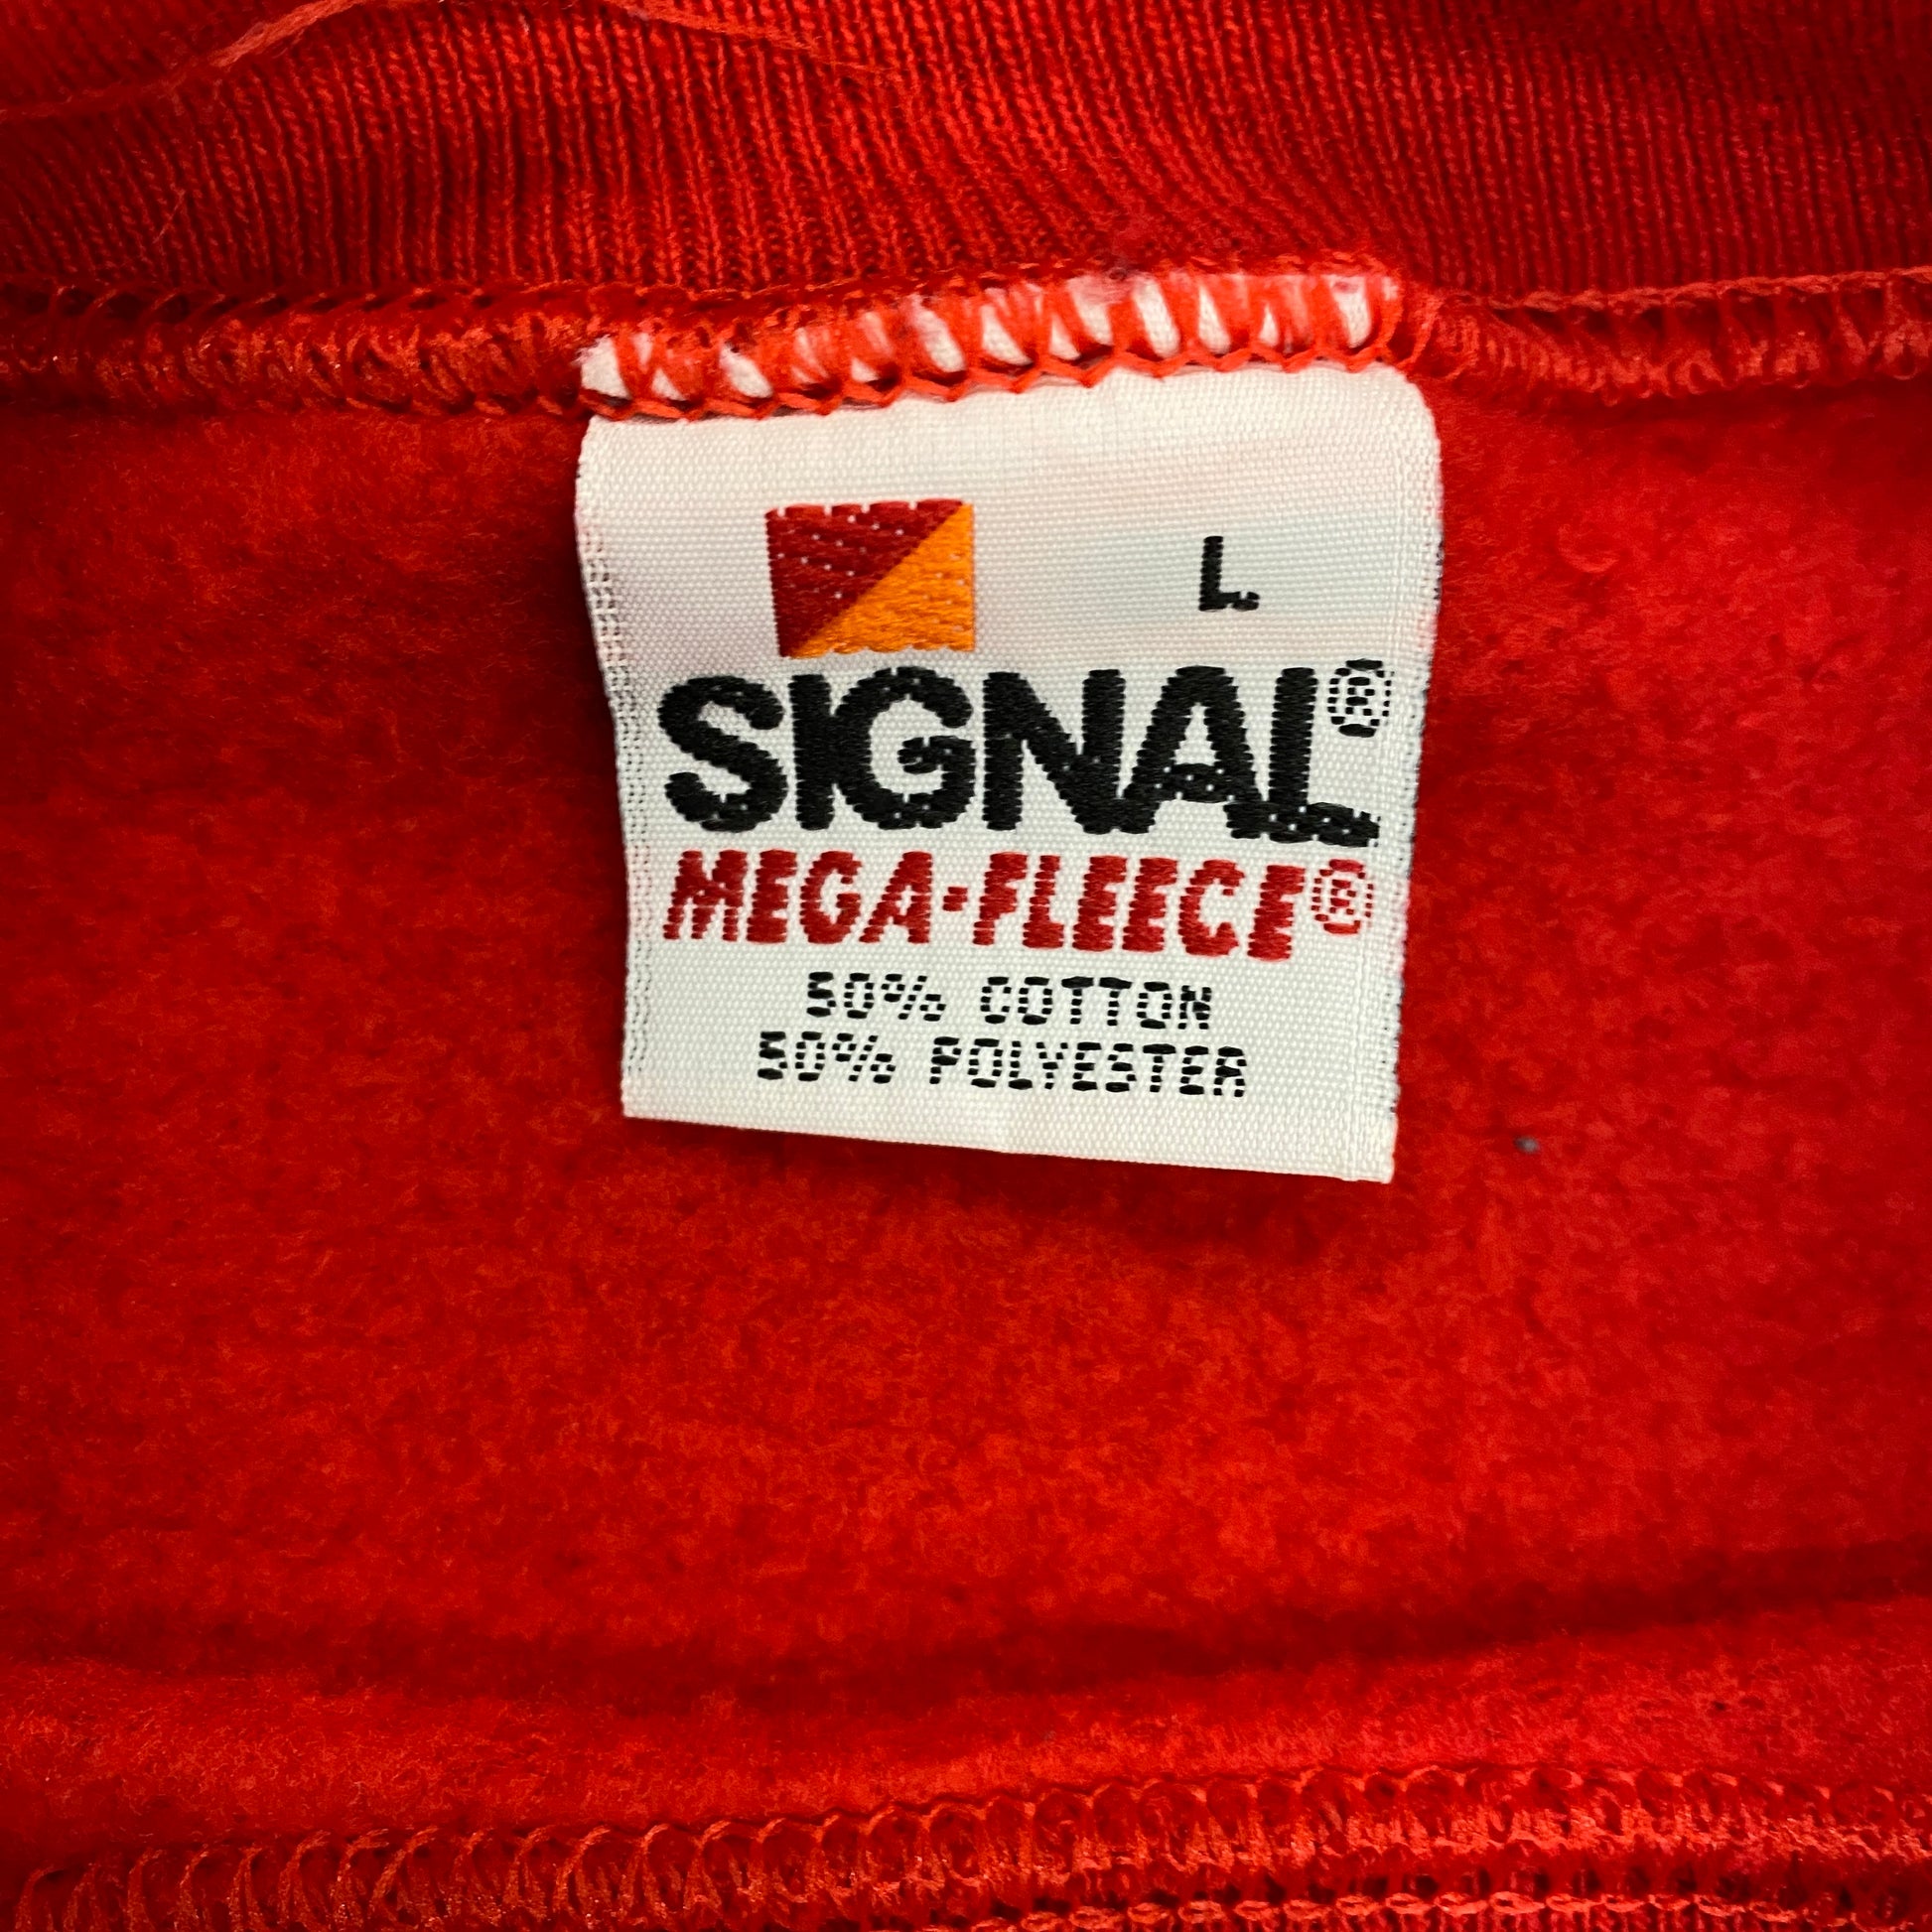 L
SIGNAL®
MEGA-FLEECE®
50% COTTON
50% POLYESTER